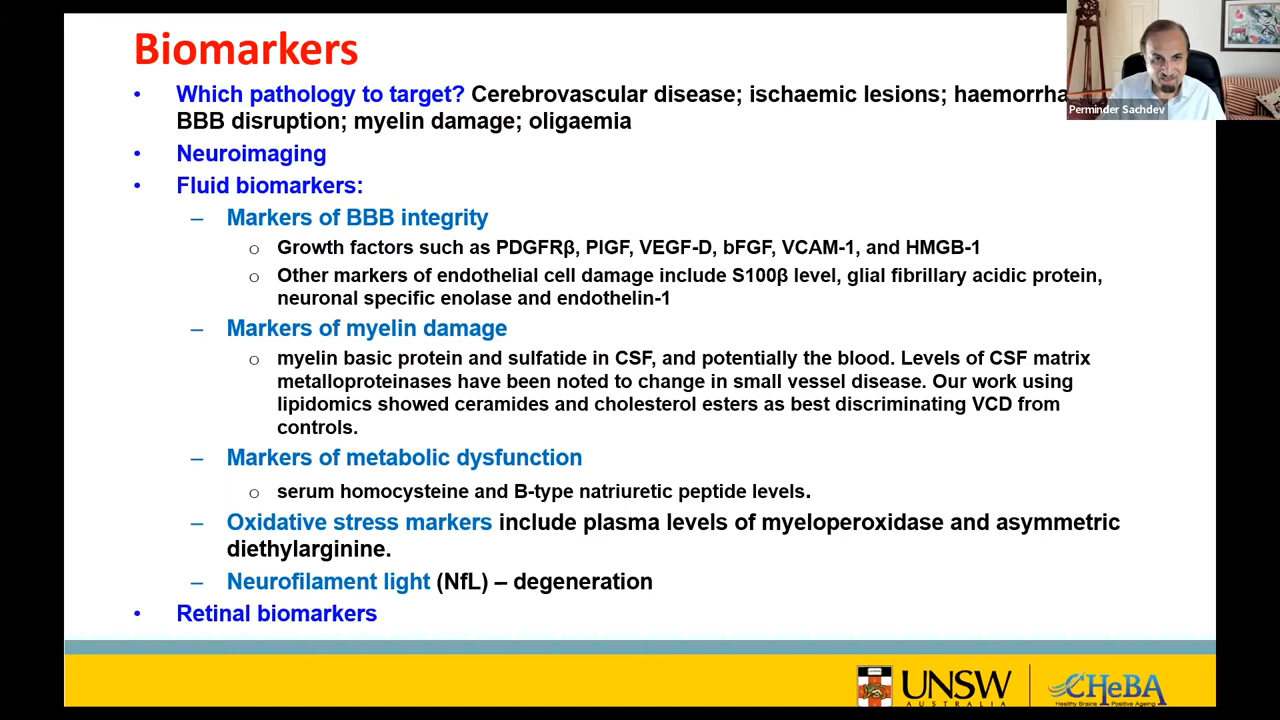 Biomarkers
• Which pathology to target? Cerebrovascular disease; ischaemic lesions;
BBB disruption; myelin damage; oligaemia
• Neuroimaging
• Fluid biomarkers:
– Markers of BBB integrity
o Growth factors such as PDGFRβ, PlGF, VEGF-D, bFGF, VCAM-1, and HMGB-1
o Other markers of endothelial cell damage include S100β level, glial fibrillary acidic protein,
neuronal specific enolase and endothelin-1
– Markers of myelin damage
o myelin basic protein and sulfatide in CSF, and potentially the blood. Levels of CSF matrix
metalloproteinases have been noted to change in small vessel disease. Our work using
lipidomics showed ceramides and cholesterol esters as best discriminating VCD from
controls.
– Markers of metabolic dysfunction
o serum homocysteine and B-type natriuretic peptide levels.
– Oxidative stress markers include plasma levels of myeloperoxidase and asymmetric
diethylarginine.
– Neurofilament light (NfL) – degeneration
• Retinal biomarkers
Perminder Sachdev
UNSW
AUSTRALIA
CHeBA
Healthy Brains Positive Ageing